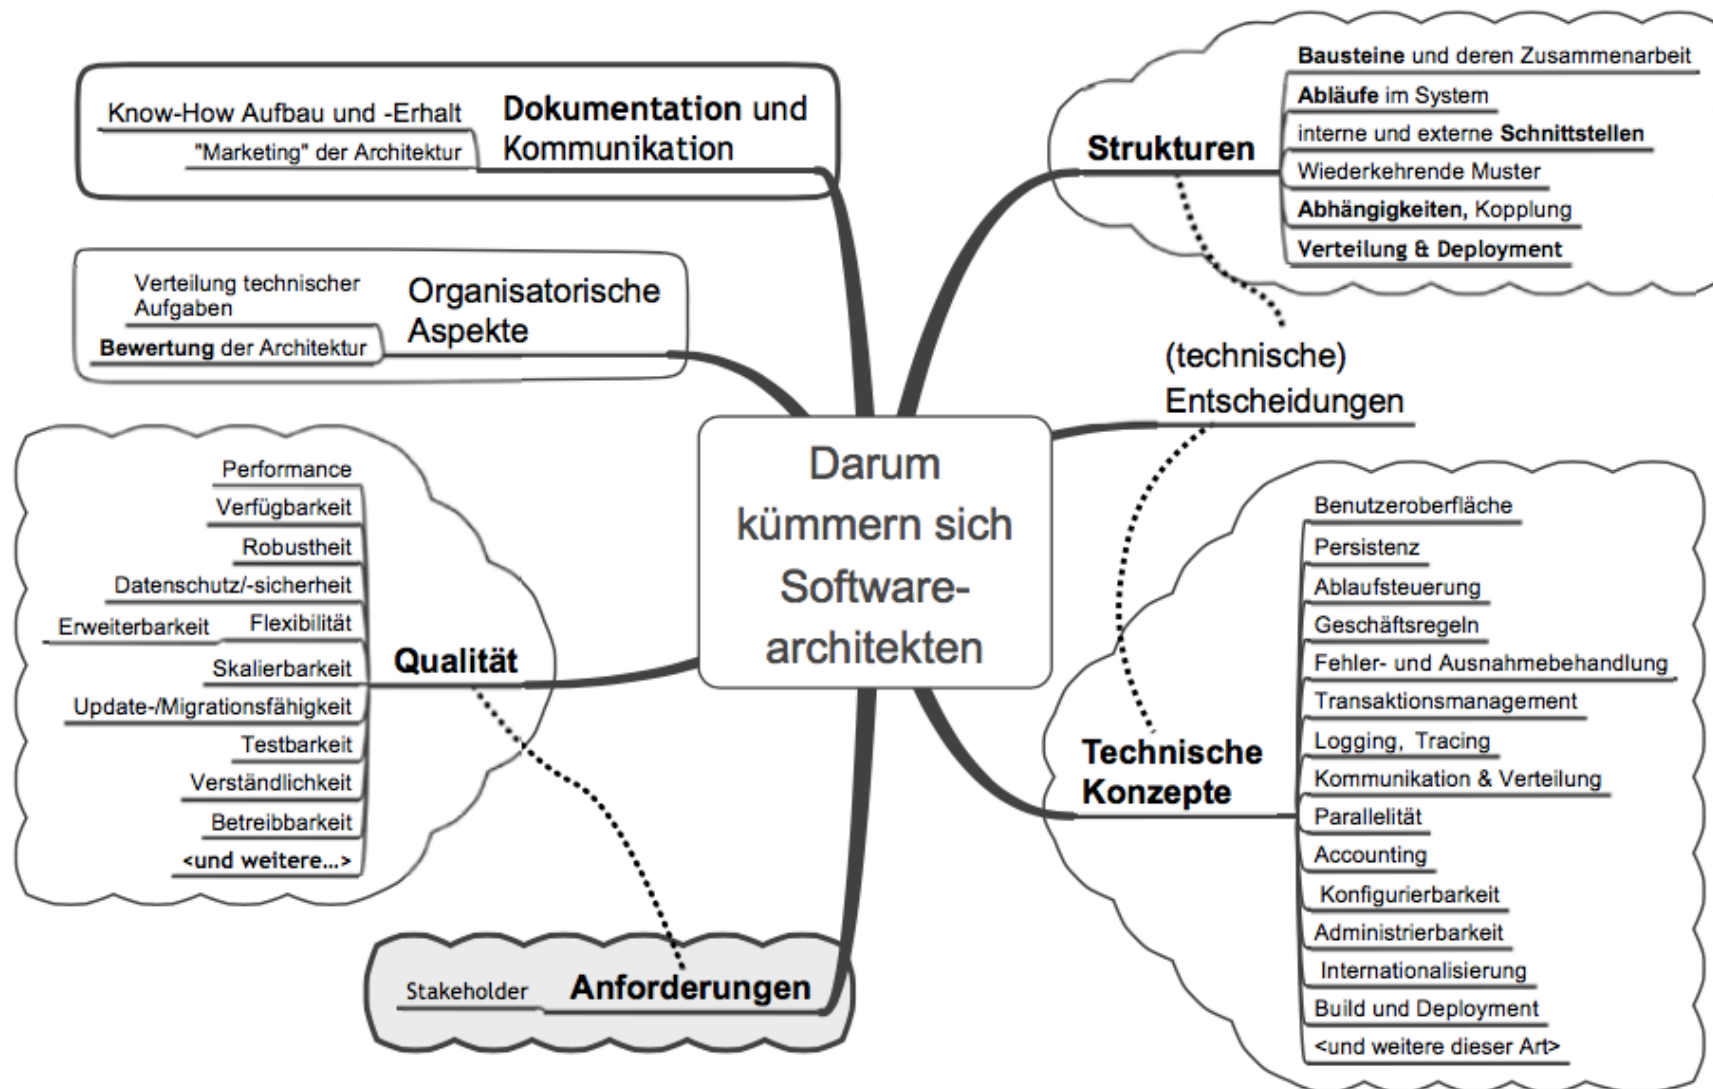 Dokumentation und
Kommunikation
Know-How Aufbau und -Erhalt
"Marketing" der Architektur
Organisatorische
Aspekte
Verteilung technischer
Aufgaben
Bewertung der Architektur
Qualität
Performance
Verfügbarkeit
Robustheit
Datenschutz/-sicherheit
Flexibilität
Erweiterbarkeit
Skalierbarkeit
Update-/Migrationsfähigkeit
Testbarkeit
Verständlichkeit
Betreibbarkeit
<und weitere...>
Anforderungen
Stakeholder
Darum
kümmern sich
Software-
architekten
Strukturen
Bausteine und deren Zusammenarbeit
Abläufe im System
interne und externe Schnittstellen
Wiederkehrende Muster
Abhängigkeiten, Kopplung
Verteilung & Deployment
(technische)
Entscheidungen
Technische
Konzepte
Benutzeroberfläche
Persistenz
Ablaufsteuerung
Geschäftsregeln
Fehler- und Ausnahmebehandlung
Transaktionsmanagement
Logging, Tracing
Kommunikation & Verteilung
Parallelität
Accounting
Konfigurierbarkeit
Administrierbarkeit
Internationalisierung
Build und Deployment
<und weitere dieser Art>